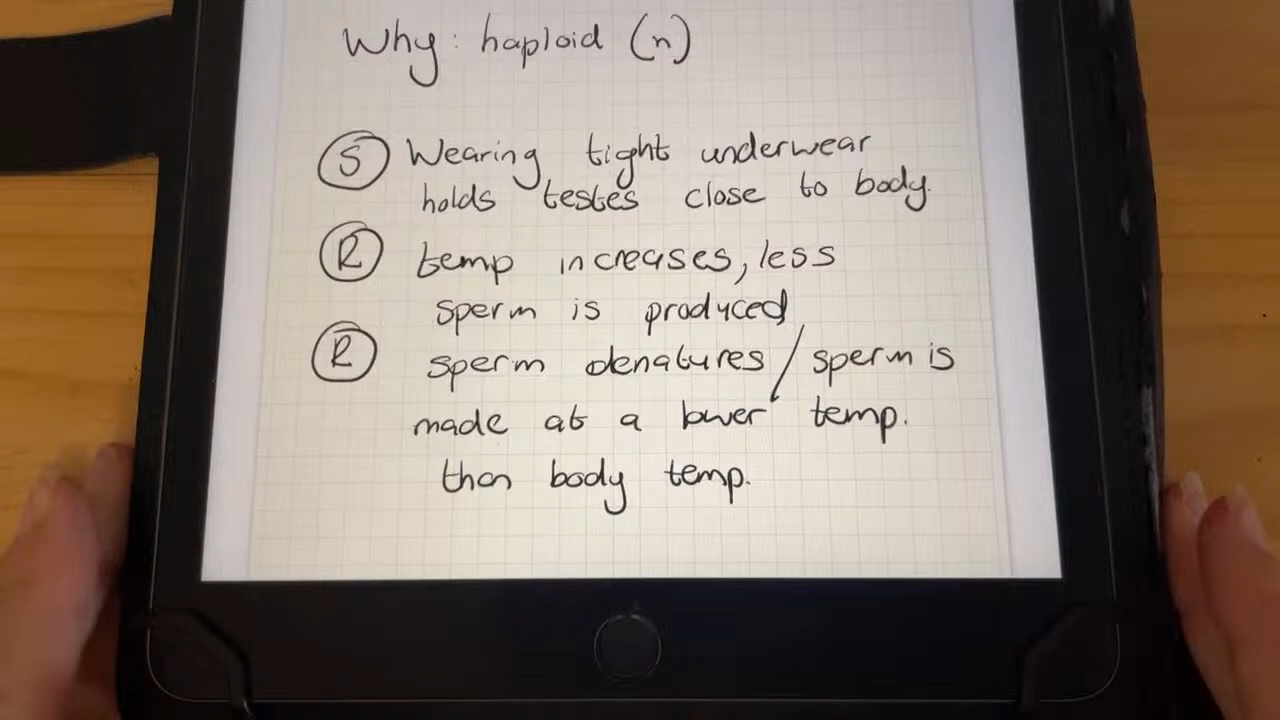 Why: haploid (n)
S Wearing tight underwear
holds testes close to body.
R temp increases, less
sperm is produced
R sperm denatures / sperm is
made at a lower temp.
than body temp.